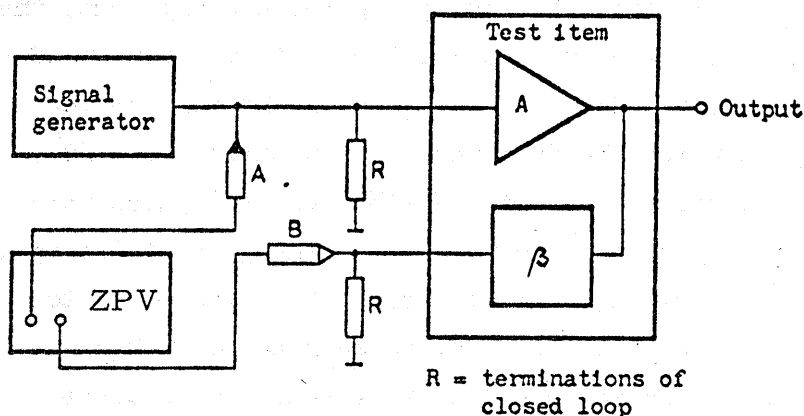 Test item
Signal
generator
A
Output
A
R
B
β
ZPV
R
R = terminations of
closed loop